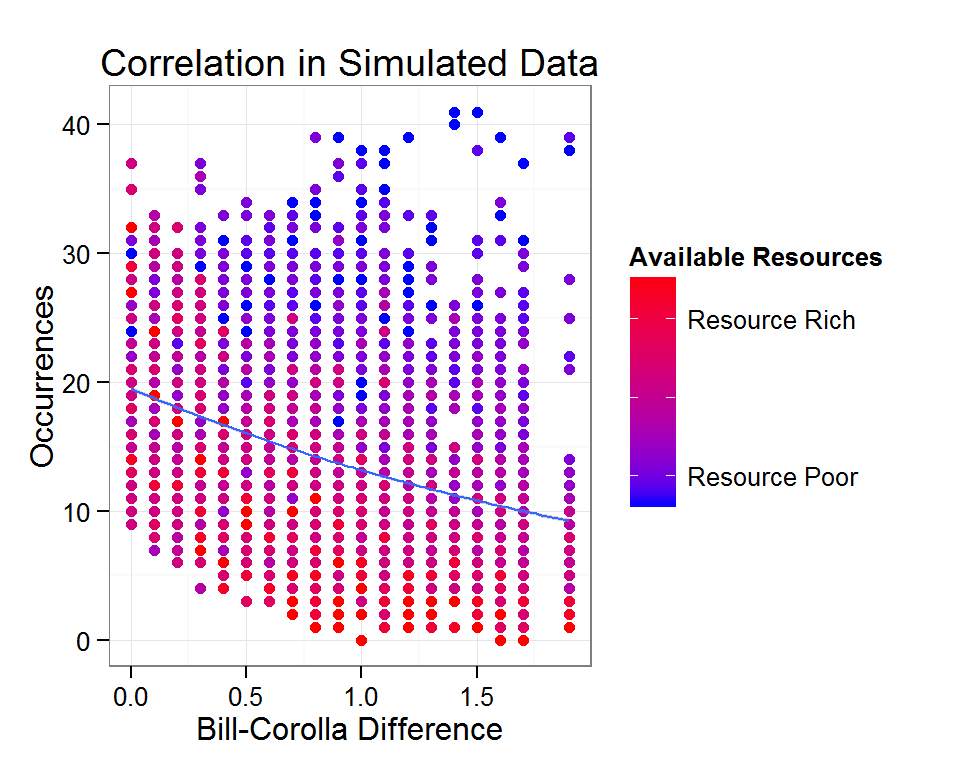 Correlation in Simulated Data
Occurrences
40
30
20
10
0
0.0 0.5 1.0 1.5
Bill-Corolla Difference
Available Resources
Resource Rich
Resource Poor